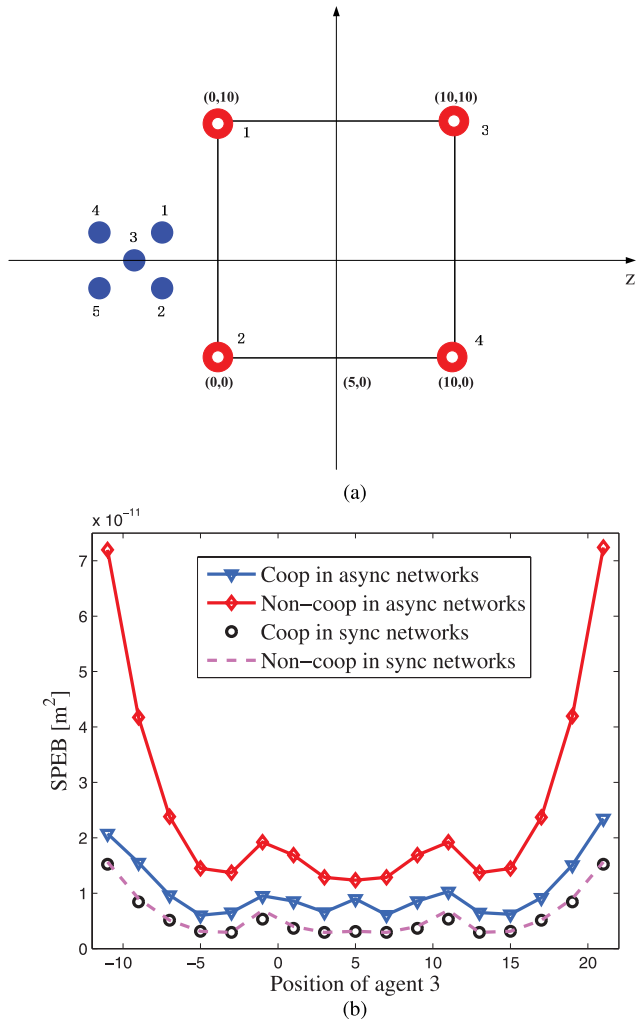 (0,10) (10,10)
1 3
4 3 1
z
5 2
2 4
(0,0) (5,0) (10,0)
(a)
x 10⁻¹¹
7
6
5
4
3
2
1
0
SPEB [m²]
Coop in async networks
Non-coop in async networks
Coop in sync networks
Non-coop in sync networks
-10 -5 0 5 10 15 20
Position of agent 3
(b)